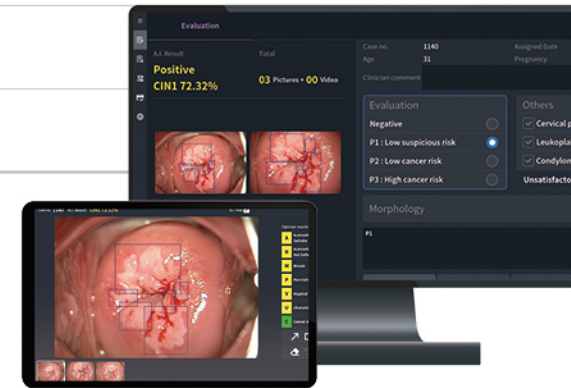 Evaluation
A.I. Result
Total
Positive
CIN1 72.32%
03 Pictures + 00 Video
Case no.
1140
Assigned Date
Age
31
Pregnancy
Clinician comment
Evaluation
Others
Negative
Cervical p
P1 : Low suspicious risk
Leukopla
P2 : Low cancer risk
Condylom
P3 : High cancer risk
Unsatisfacto
Morphology
P1
A
N
M
P
V
U
C